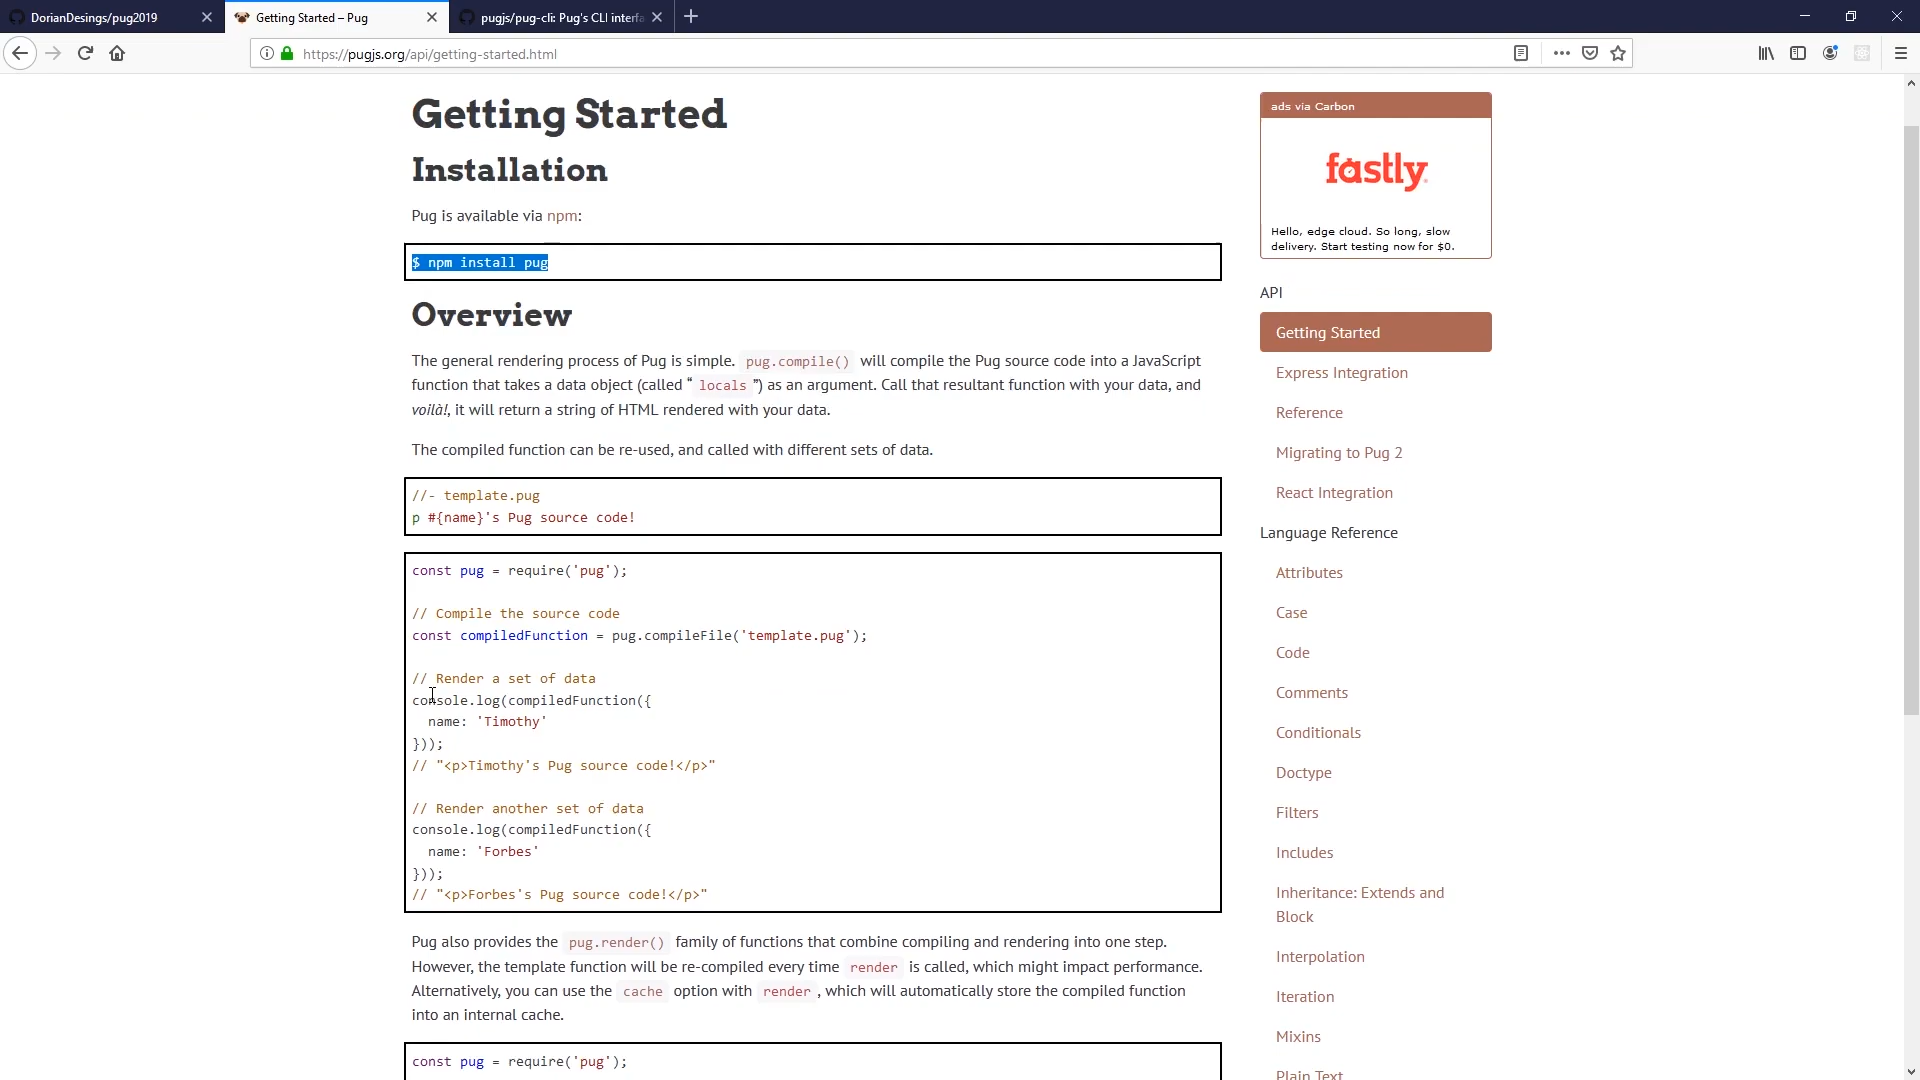 DorianDesings/pug2019
Getting Started – Pug
pugjs/pug-cli: Pug's CLI interfa
https://pugjs.org/api/getting-started.html
Getting Started
Installation
Pug is available via npm:
$ npm install pug
Overview
The general rendering process of Pug is simple. pug.compile() will compile the Pug source code into a JavaScript
function that takes a data object (called “ locals ”) as an argument. Call that resultant function with your data, and
voilà!, it will return a string of HTML rendered with your data.
The compiled function can be re-used, and called with different sets of data.
//- template.pug
p #{name}'s Pug source code!
const pug = require('pug');
// Compile the source code
const compiledFunction = pug.compileFile('template.pug');
// Render a set of data
console.log(compiledFunction({
name: 'Timothy'
}));
// "<p>Timothy's Pug source code!</p>"
// Render another set of data
console.log(compiledFunction({
name: 'Forbes'
}));
// "<p>Forbes's Pug source code!</p>"
Pug also provides the pug.render() family of functions that combine compiling and rendering into one step.
However, the template function will be re-compiled every time render is called, which might impact performance.
Alternatively, you can use the cache option with render , which will automatically store the compiled function
into an internal cache.
const pug = require('pug');
ads via Carbon
fastly
Hello, edge cloud. So long, slow
delivery. Start testing now for $0.
API
Getting Started
Express Integration
Reference
Migrating to Pug 2
React Integration
Language Reference
Attributes
Case
Code
Comments
Conditionals
Doctype
Filters
Includes
Inheritance: Extends and
Block
Interpolation
Iteration
Mixins
Plain Text